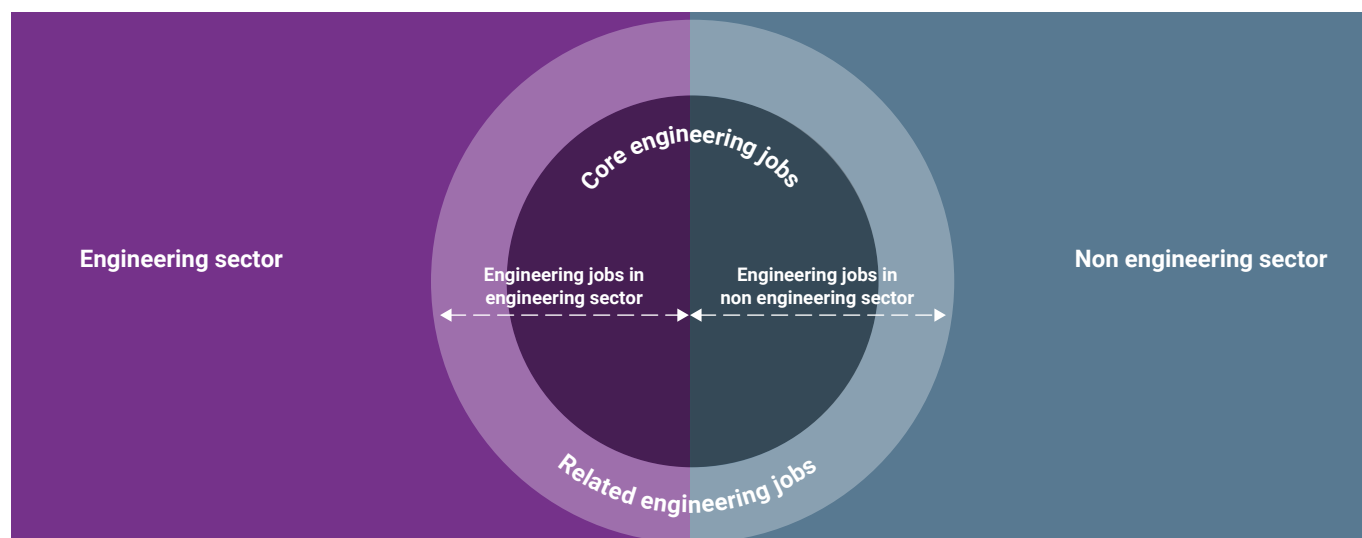 Core engineering jobs
Engineering sector
Non engineering sector
Engineering jobs in
engineering sector
Engineering jobs in
non engineering sector
Related engineering jobs